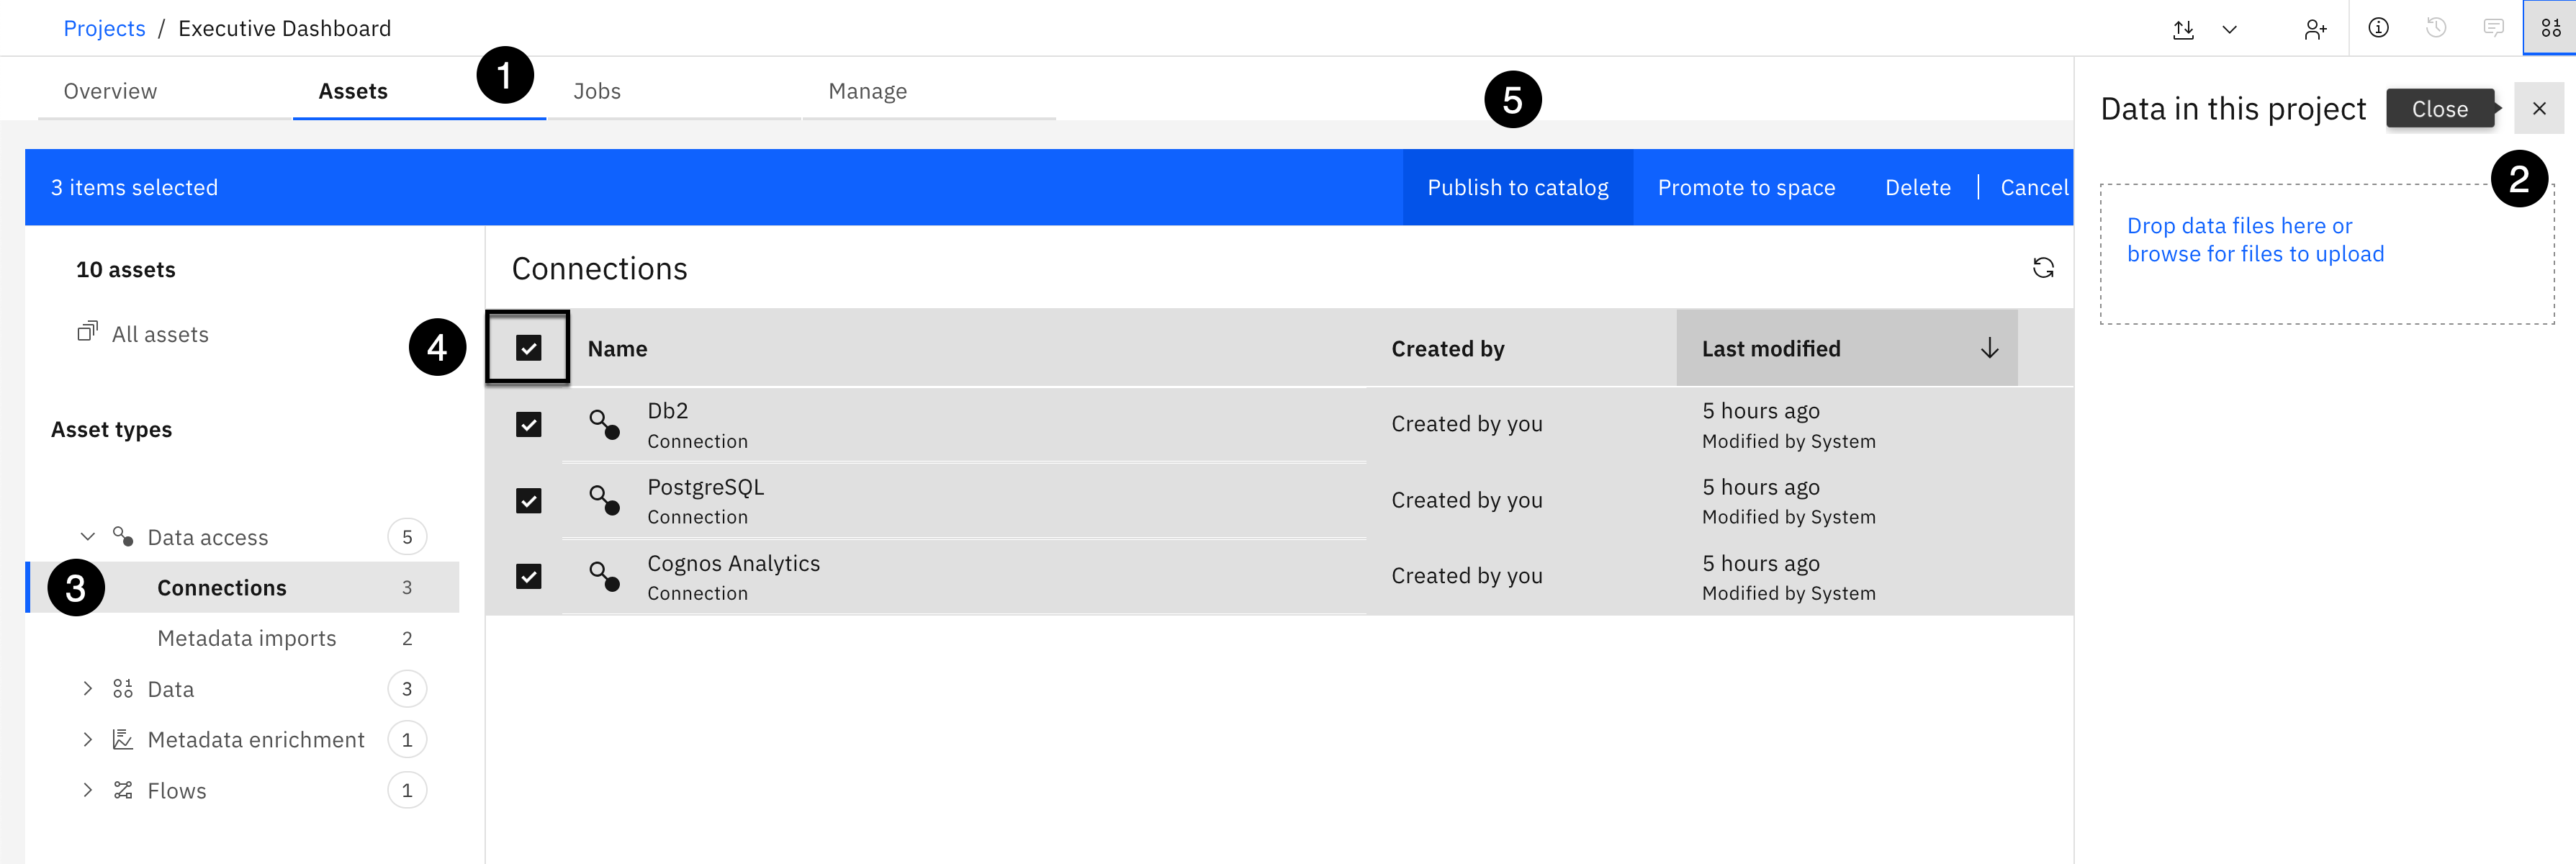 Projects / Executive Dashboard
Overview
Assets
1
Jobs
Manage
5
Data in this project
Close
2
3 items selected
Publish to catalog
Promote to space
Delete
Cancel
Drop data files here or
browse for files to upload
10 assets
All assets
Asset types
Data access 5
3
Connections 3
Metadata imports 2
Data 3
Metadata enrichment 1
Flows 1
Connections
4
Name
Created by
Last modified
Db2
Connection
Created by you
5 hours ago
Modified by System
PostgreSQL
Connection
Created by you
5 hours ago
Modified by System
Cognos Analytics
Connection
Created by you
5 hours ago
Modified by System